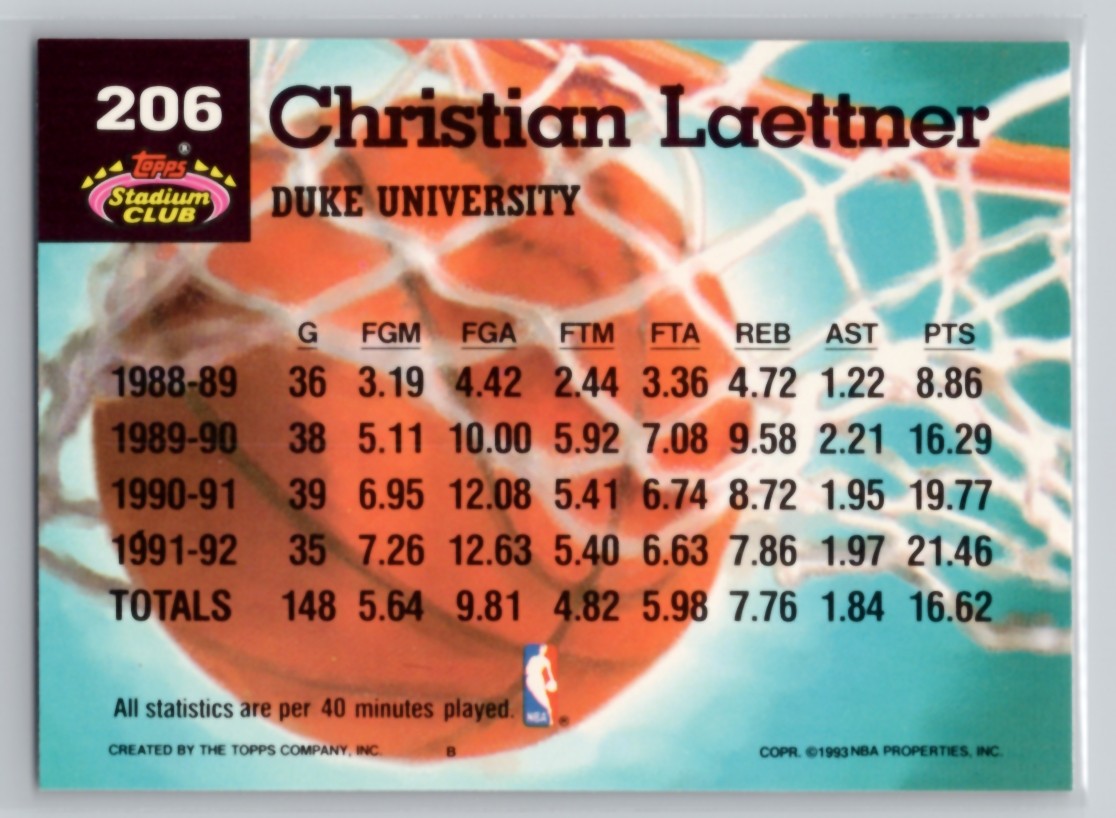 206
Christian Laettner
TOPPS ®
Stadium
CLUB
DUKE UNIVERSITY
G FGM FGA FTM FTA REB AST PTS
1988-89 36 3.19 4.42 2.44 3.36 4.72 1.22 8.86
1989-90 38 5.11 10.00 5.92 7.08 9.58 2.21 16.29
1990-91 39 6.95 12.08 5.41 6.74 8.72 1.95 19.77
1991-92 35 7.26 12.63 5.40 6.63 7.86 1.97 21.46
TOTALS 148 5.64 9.81 4.82 5.98 7.76 1.84 16.62
All statistics are per 40 minutes played.
NBA ®
CREATED BY THE TOPPS COMPANY, INC. B COPR. ©1993 NBA PROPERTIES, INC.